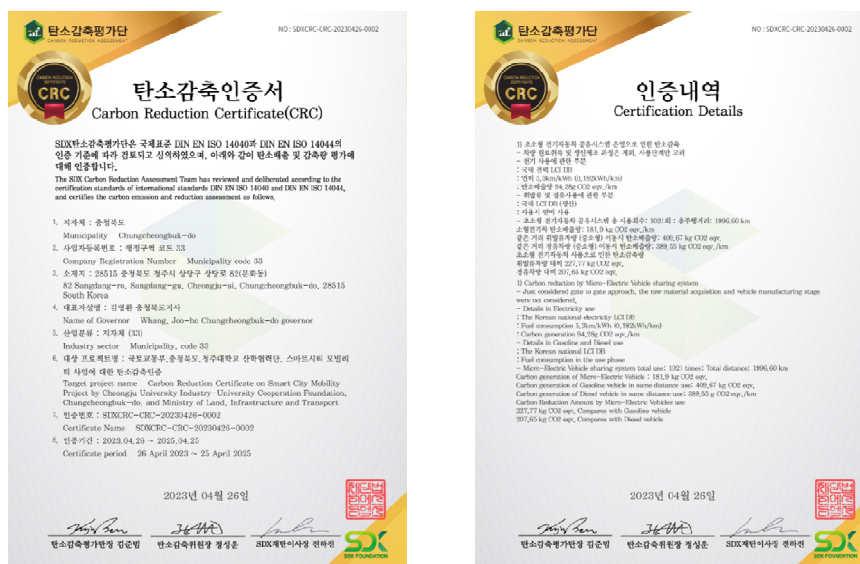 탄소감축평가단
CARBON REDUCTION ASSESSMENT
NO : SDXCRC-CRC-20230426-0002
CARBON REDUCTION
CERTIFICATE
CRC
탄소감축인증서
Carbon Reduction Certificate(CRC)
SDX탄소감축평가단은 국제표준 DIN EN ISO 14040과 DIN EN ISO 14044의
인증 기준에 따라 검토되고 심의하였으며, 아래와 같이 탄소배출 및 감축량 평가에
대해 인증합니다.
The SDX Carbon Reduction Assessment Team has reviewed and deliberated according to the
certification standards of international standards DIN EN ISO 14040 and DIN EN ISO 14044,
and certifies the carbon emission and reduction assessment as follows.
1. 지자체 : 충청북도
Municipality Chungcheongbuk-do
2. 사업자등록번호 : 행정구역 코드 33
Company Registration Number Municipality code 33
3. 소재지 : 28515 충청북도 청주시 상당구 상당로 82(문화동)
82 Sangdang-ro, Sangdang-gu, Cheongju-si, Chungcheongbuk-do, 28515
South Korea
4. 대표자성명 : 김영환 충청북도지사
Name of Governor Whang, Joo-ho Chungcheongbuk-do governor
5. 산업분류 : 지자체 (33)
Industry sector Municipality, code 33
6. 대상 프로젝트명 : 국토교통부,충청북도,청주대학교 산학협력단, 스마트시티 모빌리
티 사업에 대한 탄소감축인증
Target project name Carbon Reduction Certificate on Smart City Mobility
Project by Cheongju University Industry University Cooperation Foundation,
Chungcheongbuk-do, and Ministry of Land, Infrastructure and Transport
7. 인증번호 : SDXCRC-CRC-20230426-0002
Certificate Name SDXCRC-CRC-20230426-0002
8. 인증기간 : 2023.04.26 ~ 2025.04.25
Certificate period 26 April 2023 ~ 25 April 2025
2023년 04월 26일
탄소감축평가단장 김준범
탄소감축위원장 정성운
SDX재단이사장 전하진
SDX
SDX FOUNDATION
탄소감축평가단
CARBON REDUCTION ASSESSMENT
NO : SDXCRC-CRC-20230426-0002
CARBON REDUCTION
CERTIFICATE
CRC
인증내역
Certification Details
1) 초소형 전기자동차 공유시스템 운영으로 인한 탄소감축
- 차량 원료취득 및 생산제조 과정은 제외, 사용단계만 고려
- 전기 사용에 관한 부분
: 국내 전력 LCI DB
: 연비 5.3km/kWh (0.192kWh/km)
: 탄소배출량 94.28g CO2 eqv./km
- 휘발유 및 경유사용에 관한 부분
: 국내 LCI DB (생산)
: 사용시 연비 사용
- 초소형 전기자동차 공유시스템 총 사용회수: 1021회 : 총주행거리: 1996.60 km
소형전기차 탄소배출량: 181.9 kg CO2 eqv.
같은 거리 휘발유차량 (중소형) 이동시 탄소배출량: 409.67 kg CO2 eqv.
같은 거리 경유차량 (중소형) 이동시 탄소배출량: 389.55 kg CO2 eqv./km
초소형 전기자동차 사용으로 인한 탄소감축량
휘발유차량 대비 227.77 kg CO2 eqv.
경유차량 대비 207.65 kg CO2 eqv.
1) Carbon reduction by Micro-Electric Vehicle sharing system
- Just considered gate to gate approach, the raw material acquisition and vehicle manufacturing stage
were not considered.
- Details in Electricity use
: The Korean national electricity LCI DB
: Fuel consumption 5.3km/kWh (0.192kWh/km)
: Carbon generation 94.28g CO2 eqv./km
- Details in Gasoline and Diesel use
: The Korean national LCI DB
: Fuel consumption in the use phase
- Micro-Electric Vehicle sharing system total use: 1021 times; Total distance: 1996.60 km
Carbon generation of Micro-Electric Vehicle : 181.9 kg CO2 eqv.
Carbon generation of Gasoline vehicle in same distance use: 409.67 kg CO2 eqv.
Carbon generation of Diesel vehicle in same distance use: 389.55 g CO2 eqv./km
Carbon Reduction Amount by Micro-Electric Vehicles use
227.77 kg CO2 eqv. Compares with Gasoline vehicle
207.65 kg CO2 eqv. Compares with Diesel vehicle
2023년 04월 26일
탄소감축평가단장 김준범
탄소감축위원장 정성운
SDX재단이사장 전하진
SDX
SDX FOUNDATION